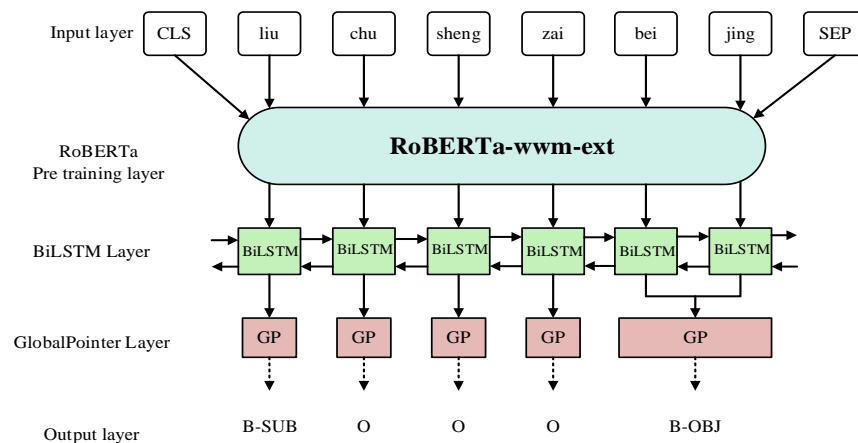 Input layer CLS liu chu sheng zai bei jing SEP
RoBERTa
Pre training layer
RoBERTa-wwm-ext
BiLSTM Layer BiLSTM BiLSTM BiLSTM BiLSTM BiLSTM BiLSTM
GlobalPointer Layer GP GP GP GP GP
Output layer B-SUB O O O B-OBJ